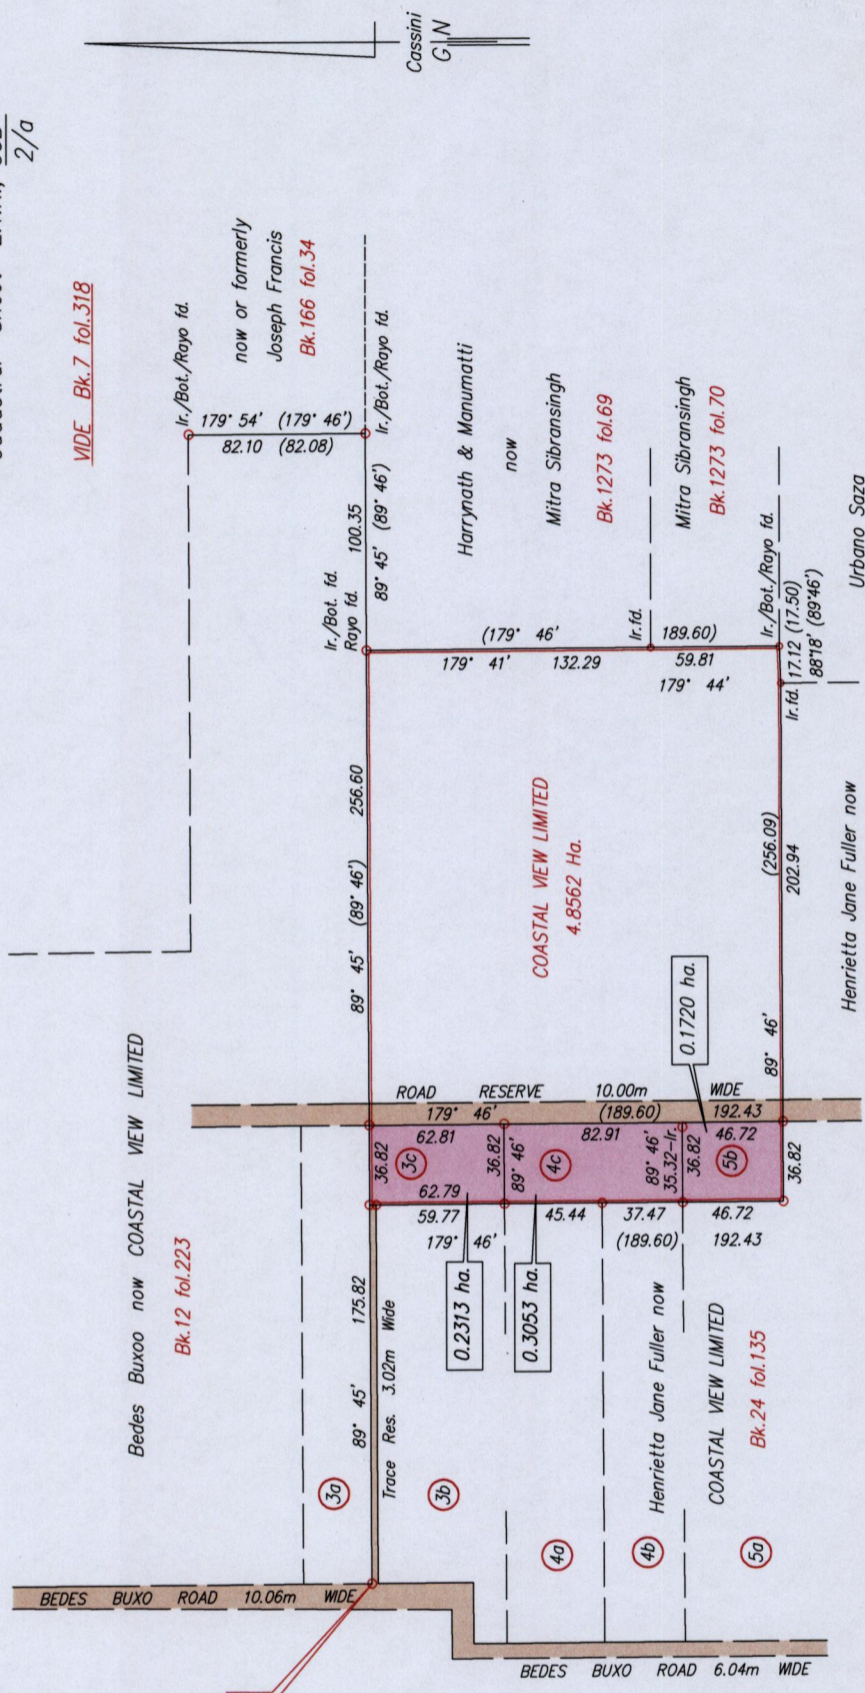 Cassini
G N
2/a
VIDE Bk.7 fol.318
Ir./Bot./Rayo fd.
now or formerly
Joseph Francis
Bk.166 fol.34
179° 54' (179° 46')
82.10 (82.08)
Ir./Bot./Rayo fd.
100.35
89° 45' (89° 46')
Ir./Bot. fd.
Rayo fd.
Harrynath & Manumatti
now
Mitra Sibransingh
Bk.1273 fol.69
Mitra Sibransingh
Bk.1273 fol.70
(179° 46'
189.60)
179° 41'
132.29
Ir.fd.
59.81
179° 44'
Ir./Bot./Rayo fd.
17.12 (17.50)
88°18' (89°46')
Ir.fd.
Urbano Saza
256.60
89° 45' (89° 46')
COASTAL VIEW LIMITED
4.8562 Ha.
(256.09)
202.94
89° 46'
Henrietta Jane Fuller now
0.1720 ha.
Bedes Buxoo now COASTAL VIEW LIMITED
Bk.12 fol.223
ROAD RESERVE 10.00m WIDE
179° 46'
(189.60)
192.43
62.81
82.91
46.72
36.82
3c
36.82
89° 46'
4c
89° 46'
35.32-Ir.
36.82
5b
36.82
62.79
59.77
45.44
37.47
46.72
179° 46'
(189.60)
192.43
0.2313 ha.
0.3053 ha.
175.82
89° 45'
Trace Res. 3.02m Wide
Henrietta Jane Fuller now
COASTAL VIEW LIMITED
Bk.24 fol.135
3a
3b
4a
4b
5a
BEDES BUXO ROAD 10.06m WIDE
BEDES BUXO ROAD 6.04m WIDE